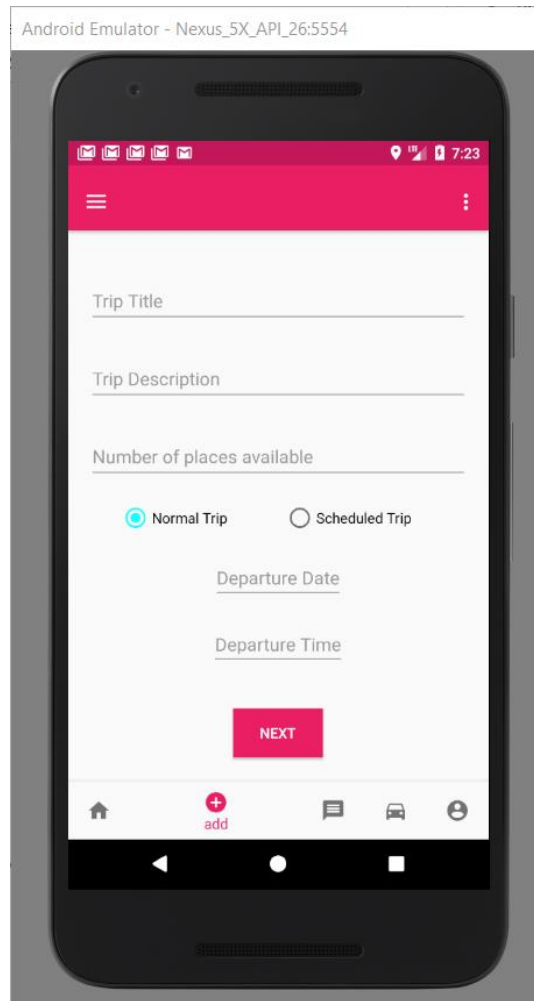 Android Emulator - Nexus_5X_API_26:5554
LTE 7:23
Trip Title
Trip Description
Number of places available
Normal Trip Scheduled Trip
Departure Date
Departure Time
NEXT
add